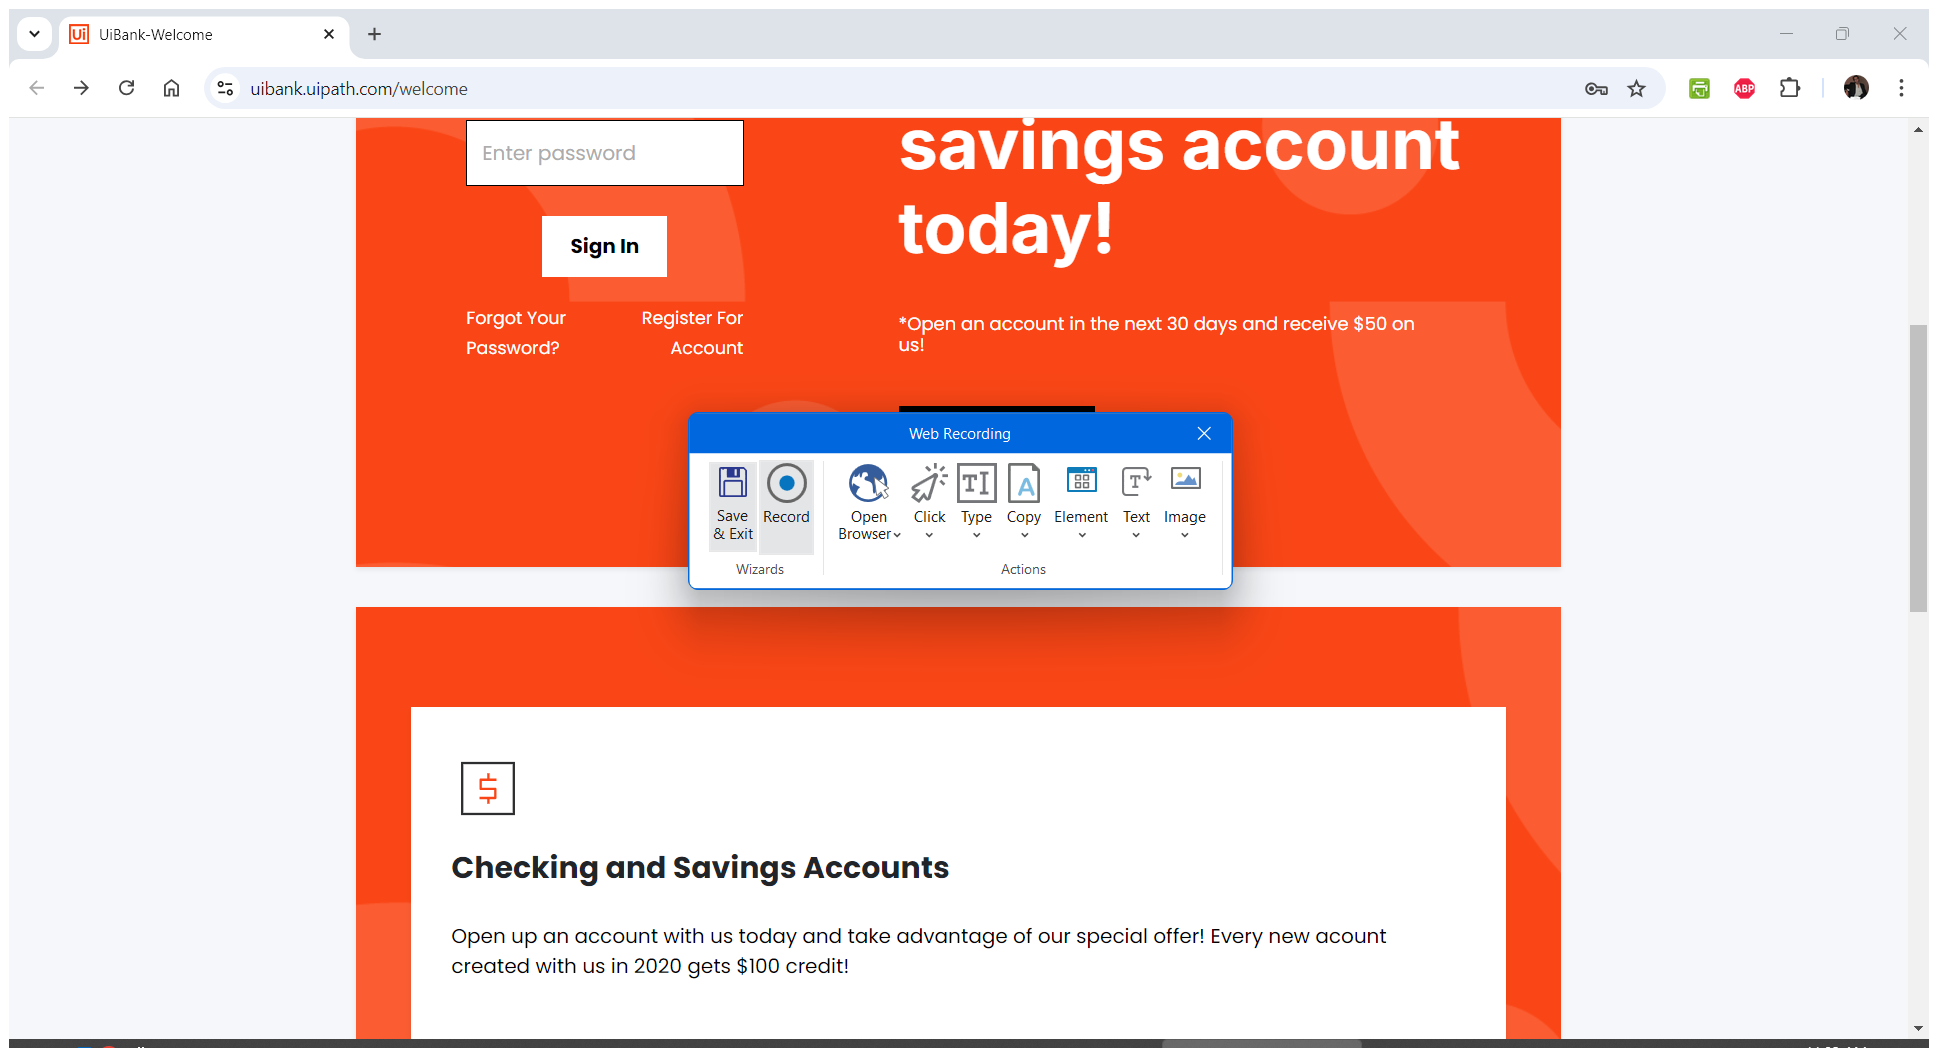 Ui UiBank-Welcome
uibank.uipath.com/welcome
ABP
Enter password
Sign In
Forgot Your Password?
Register For Account
savings account
today!
*Open an account in the next 30 days and receive $50 on
us!
Web Recording
Save & Exit
Record
Wizards
Open Browser
Click
Type
Copy
Element
Text
Image
Actions
Checking and Savings Accounts
Open up an account with us today and take advantage of our special offer! Every new acount
created with us in 2020 gets $100 credit!